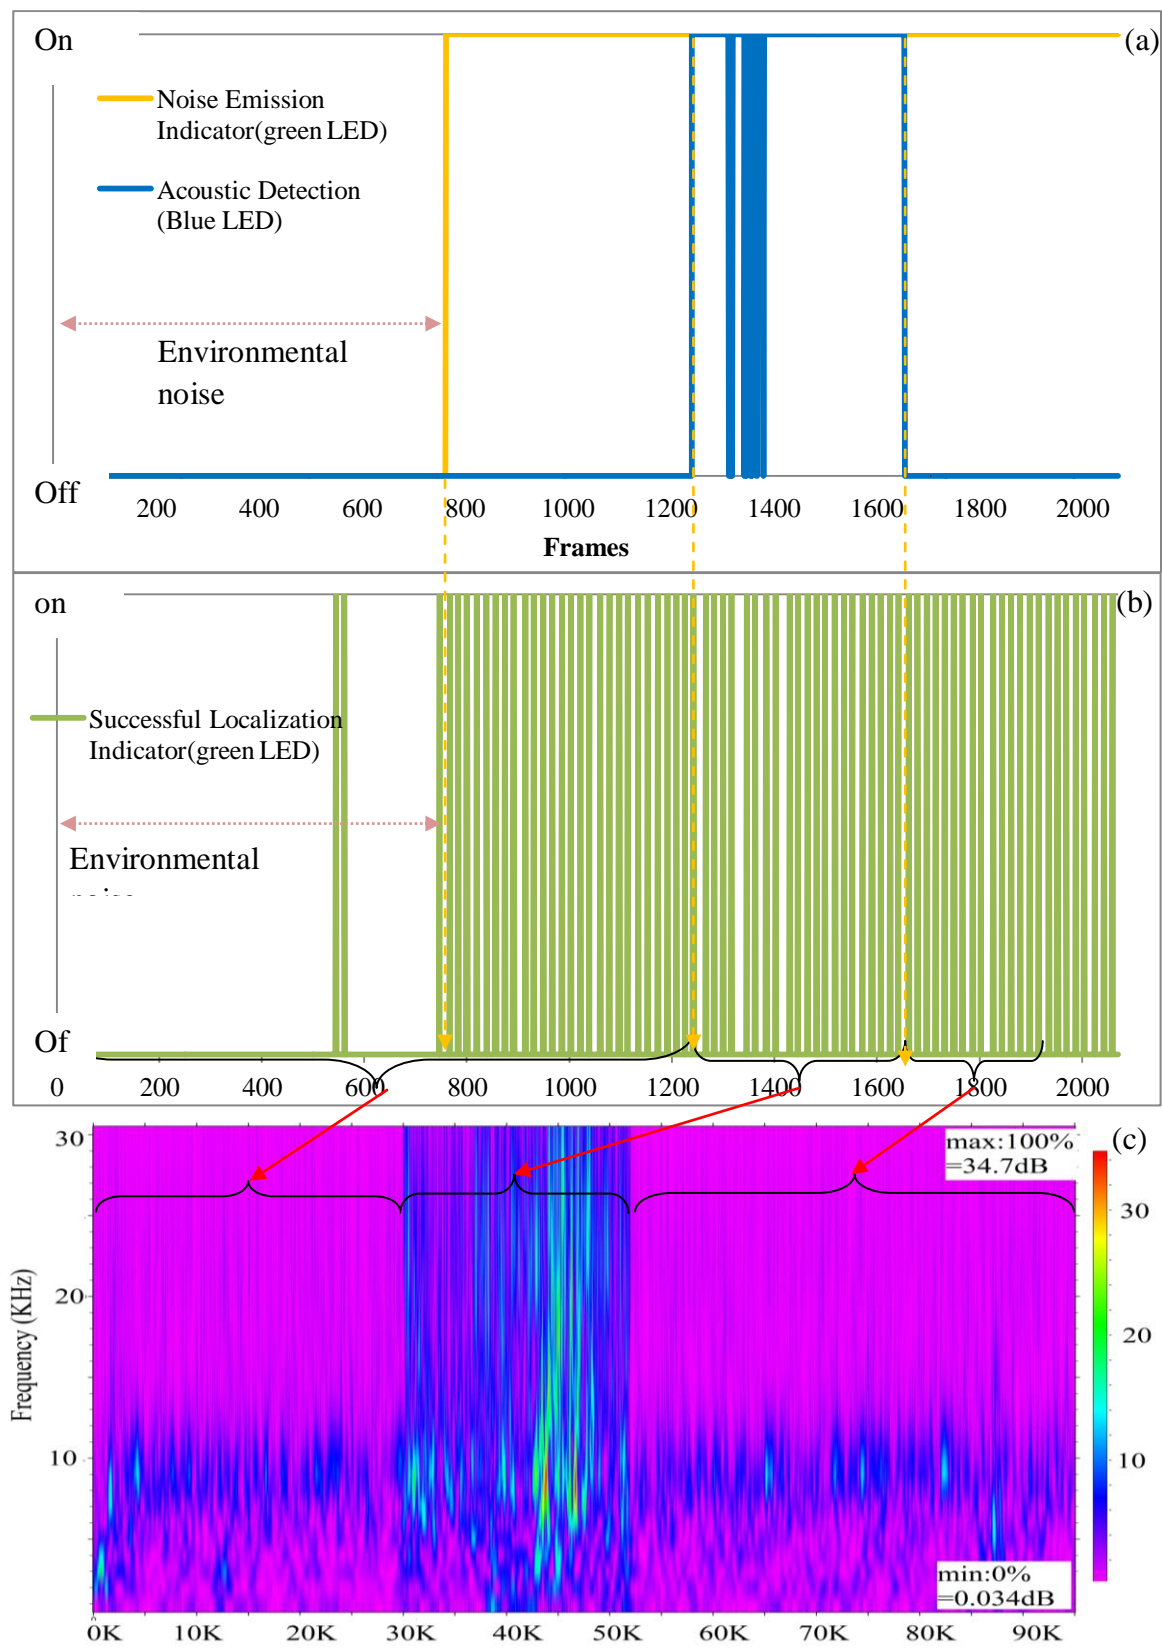 On
(a)
Noise Emission
Indicator(green LED)
Acoustic Detection
(Blue LED)
Environmental
noise
Off
200 400 600 800 1000 1200 1400 1600 1800 2000
Frames
on
(b)
Successful Localization
Indicator(green LED)
Environmental
Of
0 200 400 600 800 1000 1200 1400 1600 1800 2000
(c)
max:100%
=34.7dB
30
20
10
Frequency (KHz)
30
20
10
min:0%
=0.034dB
0K 10K 20K 30K 40K 50K 60K 70K 80K 90K